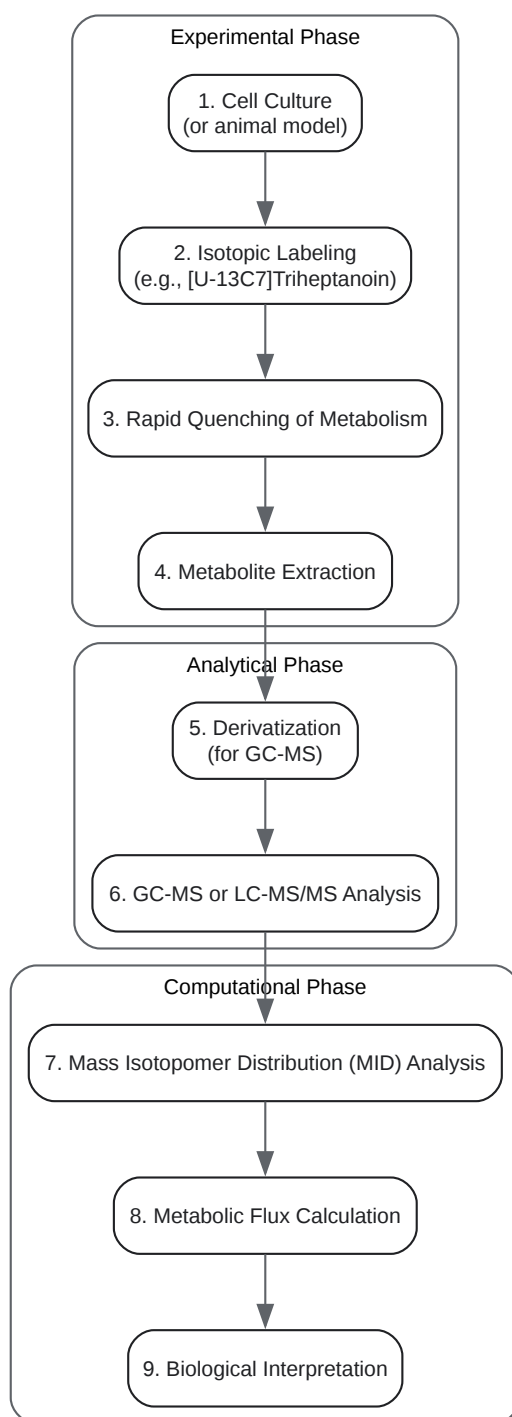 Experimental Phase
1. Cell Culture
(or animal model)
2. Isotopic Labeling
(e.g., [U-13C7]Triheptanoin)
3. Rapid Quenching of Metabolism
4. Metabolite Extraction
Analytical Phase
5. Derivatization
(for GC-MS)
6. GC-MS or LC-MS/MS Analysis
Computational Phase
7. Mass Isotopomer Distribution (MID) Analysis
8. Metabolic Flux Calculation
9. Biological Interpretation